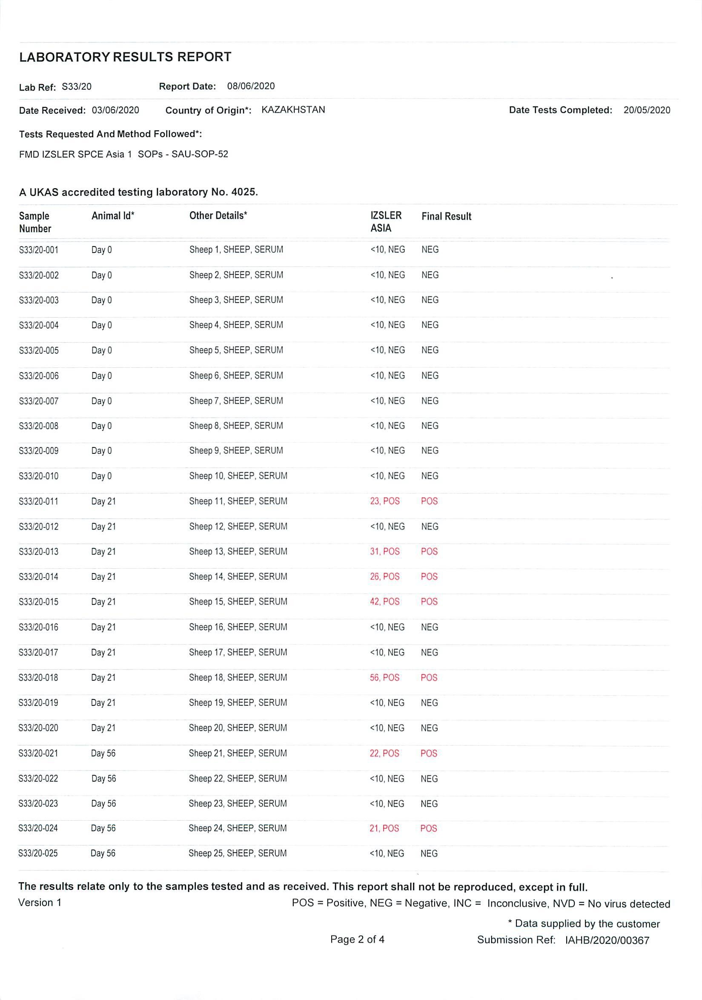 LABORATORY RESULTS REPORT
Lab Ref: S33/20 Report Date: 08/06/2020
Date Received: 03/06/2020 Country of Origin*: KAZAKHSTAN Date Tests Completed: 20/05/2020
Tests Requested And Method Followed*:
FMD IZSLER SPCE Asia 1 SOPs - SAU-SOP-52
A UKAS accredited testing laboratory No. 4025.
Sample Animal Id* Other Details* IZSLER Final Result
Number ASIA
S33/20-001 Day 0 Sheep 1, SHEEP, SERUM <10, NEG NEG
S33/20-002 Day 0 Sheep 2, SHEEP, SERUM <10, NEG NEG
S33/20-003 Day 0 Sheep 3, SHEEP, SERUM <10, NEG NEG
S33/20-004 Day 0 Sheep 4, SHEEP, SERUM <10, NEG NEG
S33/20-005 Day 0 Sheep 5, SHEEP, SERUM <10, NEG NEG
S33/20-006 Day 0 Sheep 6, SHEEP, SERUM <10, NEG NEG
S33/20-007 Day 0 Sheep 7, SHEEP, SERUM <10, NEG NEG
S33/20-008 Day 0 Sheep 8, SHEEP, SERUM <10, NEG NEG
S33/20-009 Day 0 Sheep 9, SHEEP, SERUM <10, NEG NEG
S33/20-010 Day 0 Sheep 10, SHEEP, SERUM <10, NEG NEG
S33/20-011 Day 21 Sheep 11, SHEEP, SERUM 23, POS POS
S33/20-012 Day 21 Sheep 12, SHEEP, SERUM <10, NEG NEG
S33/20-013 Day 21 Sheep 13, SHEEP, SERUM 31, POS POS
S33/20-014 Day 21 Sheep 14, SHEEP, SERUM 26, POS POS
S33/20-015 Day 21 Sheep 15, SHEEP, SERUM 42, POS POS
S33/20-016 Day 21 Sheep 16, SHEEP, SERUM <10, NEG NEG
S33/20-017 Day 21 Sheep 17, SHEEP, SERUM <10, NEG NEG
S33/20-018 Day 21 Sheep 18, SHEEP, SERUM 56, POS POS
S33/20-019 Day 21 Sheep 19, SHEEP, SERUM <10, NEG NEG
S33/20-020 Day 21 Sheep 20, SHEEP, SERUM <10, NEG NEG
S33/20-021 Day 56 Sheep 21, SHEEP, SERUM 22, POS POS
S33/20-022 Day 56 Sheep 22, SHEEP, SERUM <10, NEG NEG
S33/20-023 Day 56 Sheep 23, SHEEP, SERUM <10, NEG NEG
S33/20-024 Day 56 Sheep 24, SHEEP, SERUM 21, POS POS
S33/20-025 Day 56 Sheep 25, SHEEP, SERUM <10, NEG NEG
The results relate only to the samples tested and as received. This report shall not be reproduced, except in full.
Version 1 POS = Positive, NEG = Negative, INC = Inconclusive, NVD = No virus detected
* Data supplied by the customer
Page 2 of 4 Submission Ref: IAHB/2020/00367